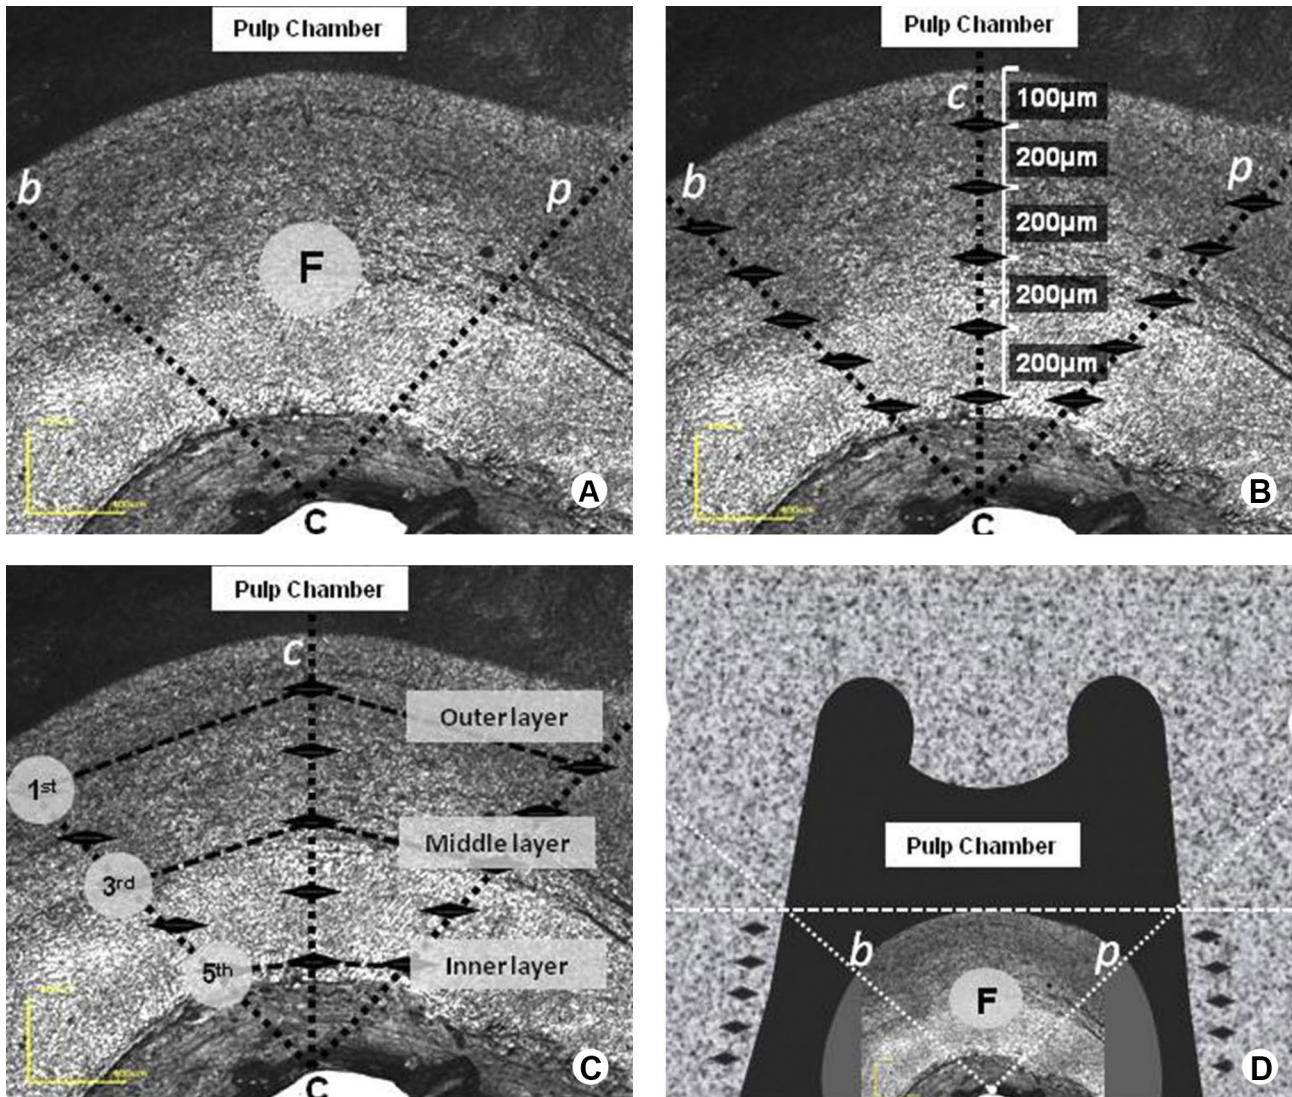 Pulp Chamber
b
p
F
C
A
Pulp Chamber
c
100µm
b
200µm
p
200µm
200µm
200µm
C
B
Pulp Chamber
c
Outer layer
1st
Middle layer
3rd
Inner layer
5th
C
C
Pulp Chamber
b
p
F
D